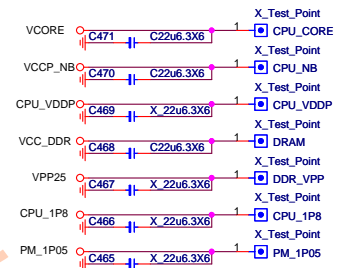 X_Test_Point
VCORE 1 CPU_CORE
C471 C22u6.3X6
X_Test_Point
VCCP_NB 1 CPU_NB
C470 C22u6.3X6
X_Test_Point
CPU_VDDP 1 CPU_VDDP
C469 X_22u6.3X6
X_Test_Point
VCC_DDR 1 DRAM
C468 C22u6.3X6
X_Test_Point
VPP25 1 DDR_VPP
C467 X_22u6.3X6
X_Test_Point
CPU_1P8 1 CPU_1P8
C466 X_22u6.3X6
X_Test_Point
PM_1P05 1 PM_1P05
C465 X_22u6.3X6